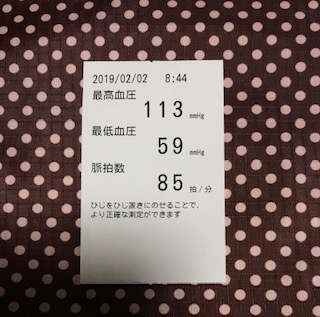 2019/02/02 8:44
最高血圧
113 mmHg
最低血圧
59 mmHg
脈拍数
85 拍/分
ひじをひじ置きにのせることで、
より正確な測定ができます